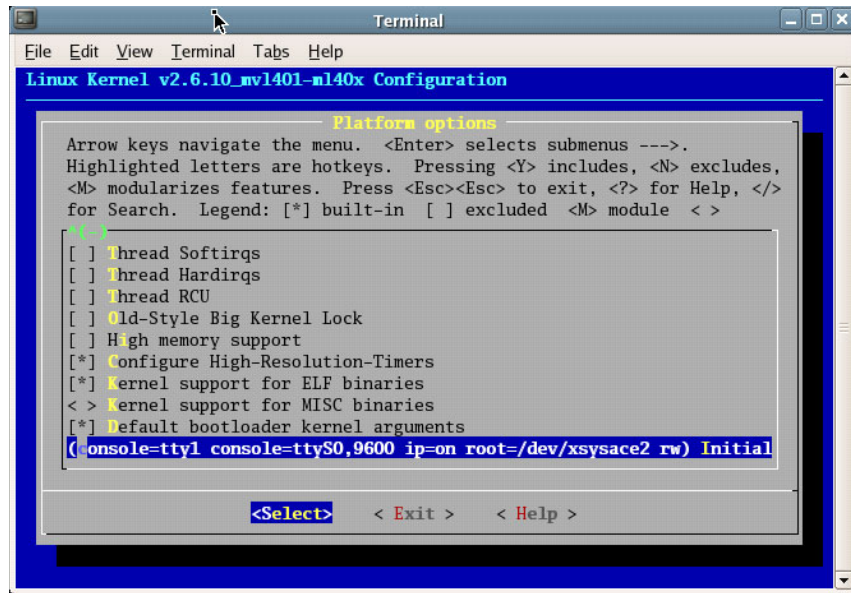 Terminal
File Edit View Terminal Tabs Help
Linux Kernel v2.6.10_mvl401-ml40x Configuration
Platform options
Arrow keys navigate the menu. <Enter> selects submenus --->.
Highlighted letters are hotkeys. Pressing <Y> includes, <N> excludes,
<M> modularizes features. Press <Esc><Esc> to exit, <?> for Help, </>
for Search. Legend: [*] built-in [ ] excluded <M> module < >
^(-)
[ ] Thread Softirqs
[ ] Thread Hardirqs
[ ] Thread RCU
[ ] Old-Style Big Kernel Lock
[ ] High memory support
[*] Configure High-Resolution-Timers
[*] Kernel support for ELF binaries
< > Kernel support for MISC binaries
[*] Default bootloader kernel arguments
(console=tty1 console=ttyS0,9600 ip=on root=/dev/xsysace2 rw) Initial
<Select> < Exit > < Help >